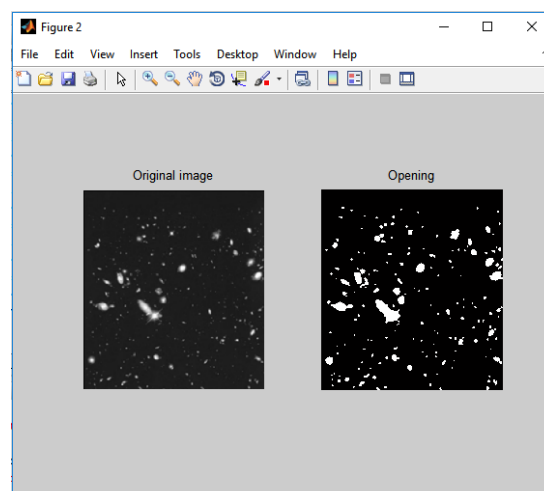 Figure 2
File Edit View Insert Tools Desktop Window Help
Original image
Opening